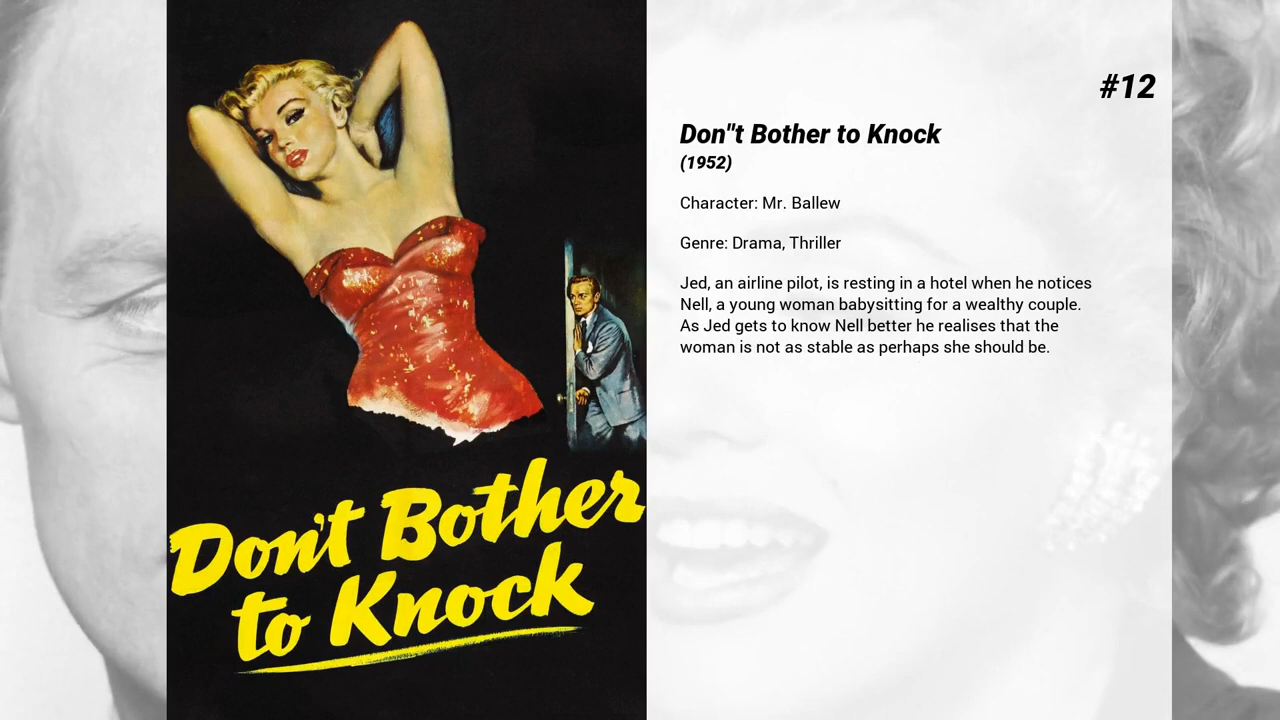 Don't Bother
to Knock
#12
Don"t Bother to Knock
(1952)
Character: Mr. Ballew
Genre: Drama, Thriller
Jed, an airline pilot, is resting in a hotel when he notices
Nell, a young woman babysitting for a wealthy couple.
As Jed gets to know Nell better he realises that the
woman is not as stable as perhaps she should be.